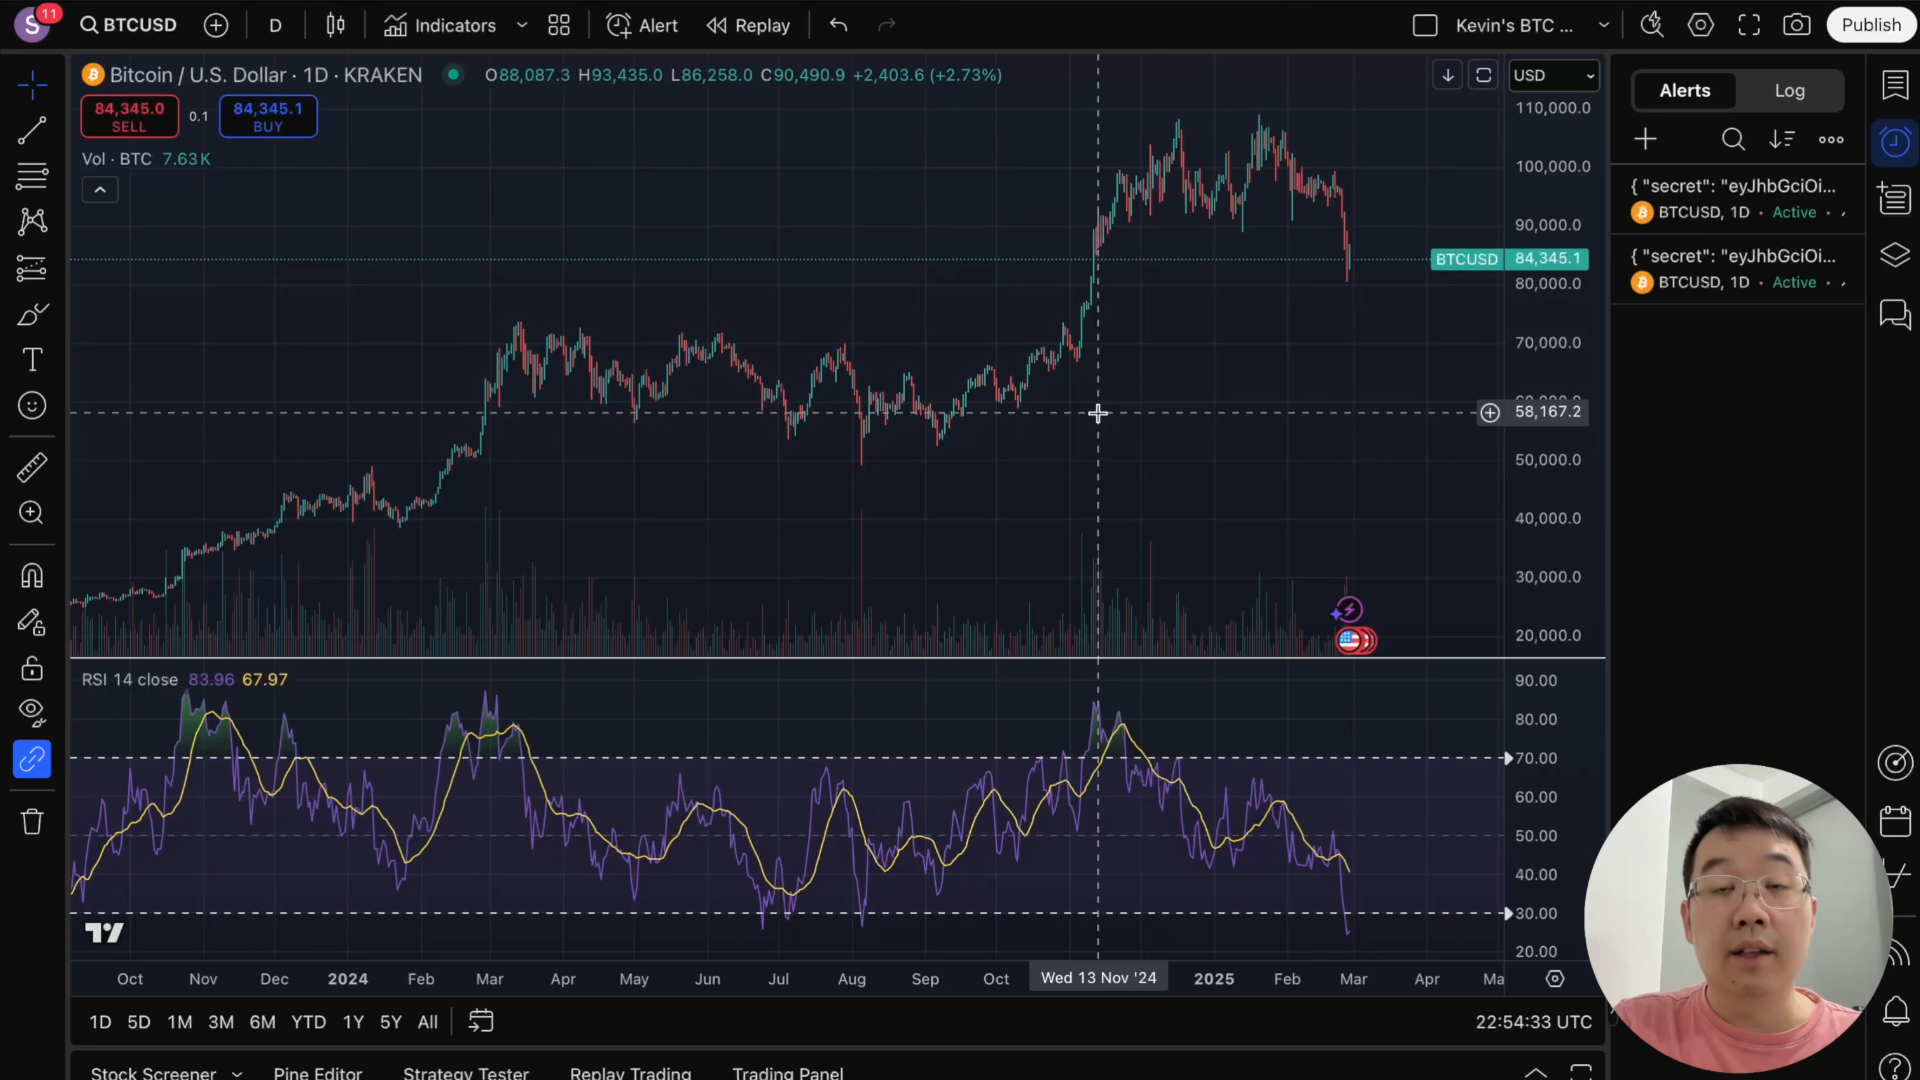 S 11 BTCUSD D Indicators Alert Replay Kevin's BTC ... Publish
Bitcoin / U.S. Dollar · 1D · KRAKEN O88,087.3 H93,435.0 L86,258.0 C90,490.9 +2,403.6 (+2.73%)
USD
84,345.0
SELL
0.1
84,345.1
BUY
Vol · BTC 7.63K
110,000.0
100,000.0
90,000.0
BTCUSD 84,345.1
80,000.0
70,000.0
58,167.2
50,000.0
40,000.0
30,000.0
20,000.0
RSI 14 close 83.96 67.97
90.00
80.00
70.00
60.00
50.00
40.00
30.00
20.00
Oct Nov Dec 2024 Feb Mar Apr May Jun Jul Aug Sep Oct Wed 13 Nov '24 2025 Feb Mar Apr Ma
1D 5D 1M 3M 6M YTD 1Y 5Y All
22:54:33 UTC
Stock Screener Pine Editor Strategy Tester Replay Trading Trading Panel
Alerts Log
{ "secret": "eyJhbGciOi...
BTCUSD, 1D · Active ·
{ "secret": "eyJhbGciOi...
BTCUSD, 1D · Active ·